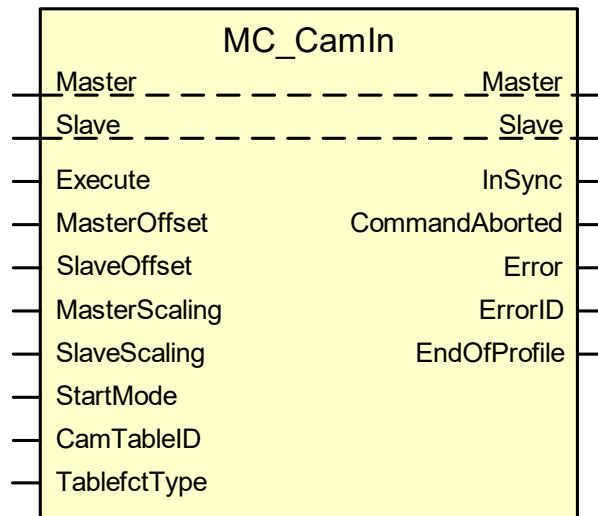 MC_CamIn
Master Master
Slave Slave
Execute InSync
MasterOffset CommandAborted
SlaveOffset Error
MasterScaling ErrorID
SlaveScaling EndOfProfile
StartMode
CamTableID
TablefctType